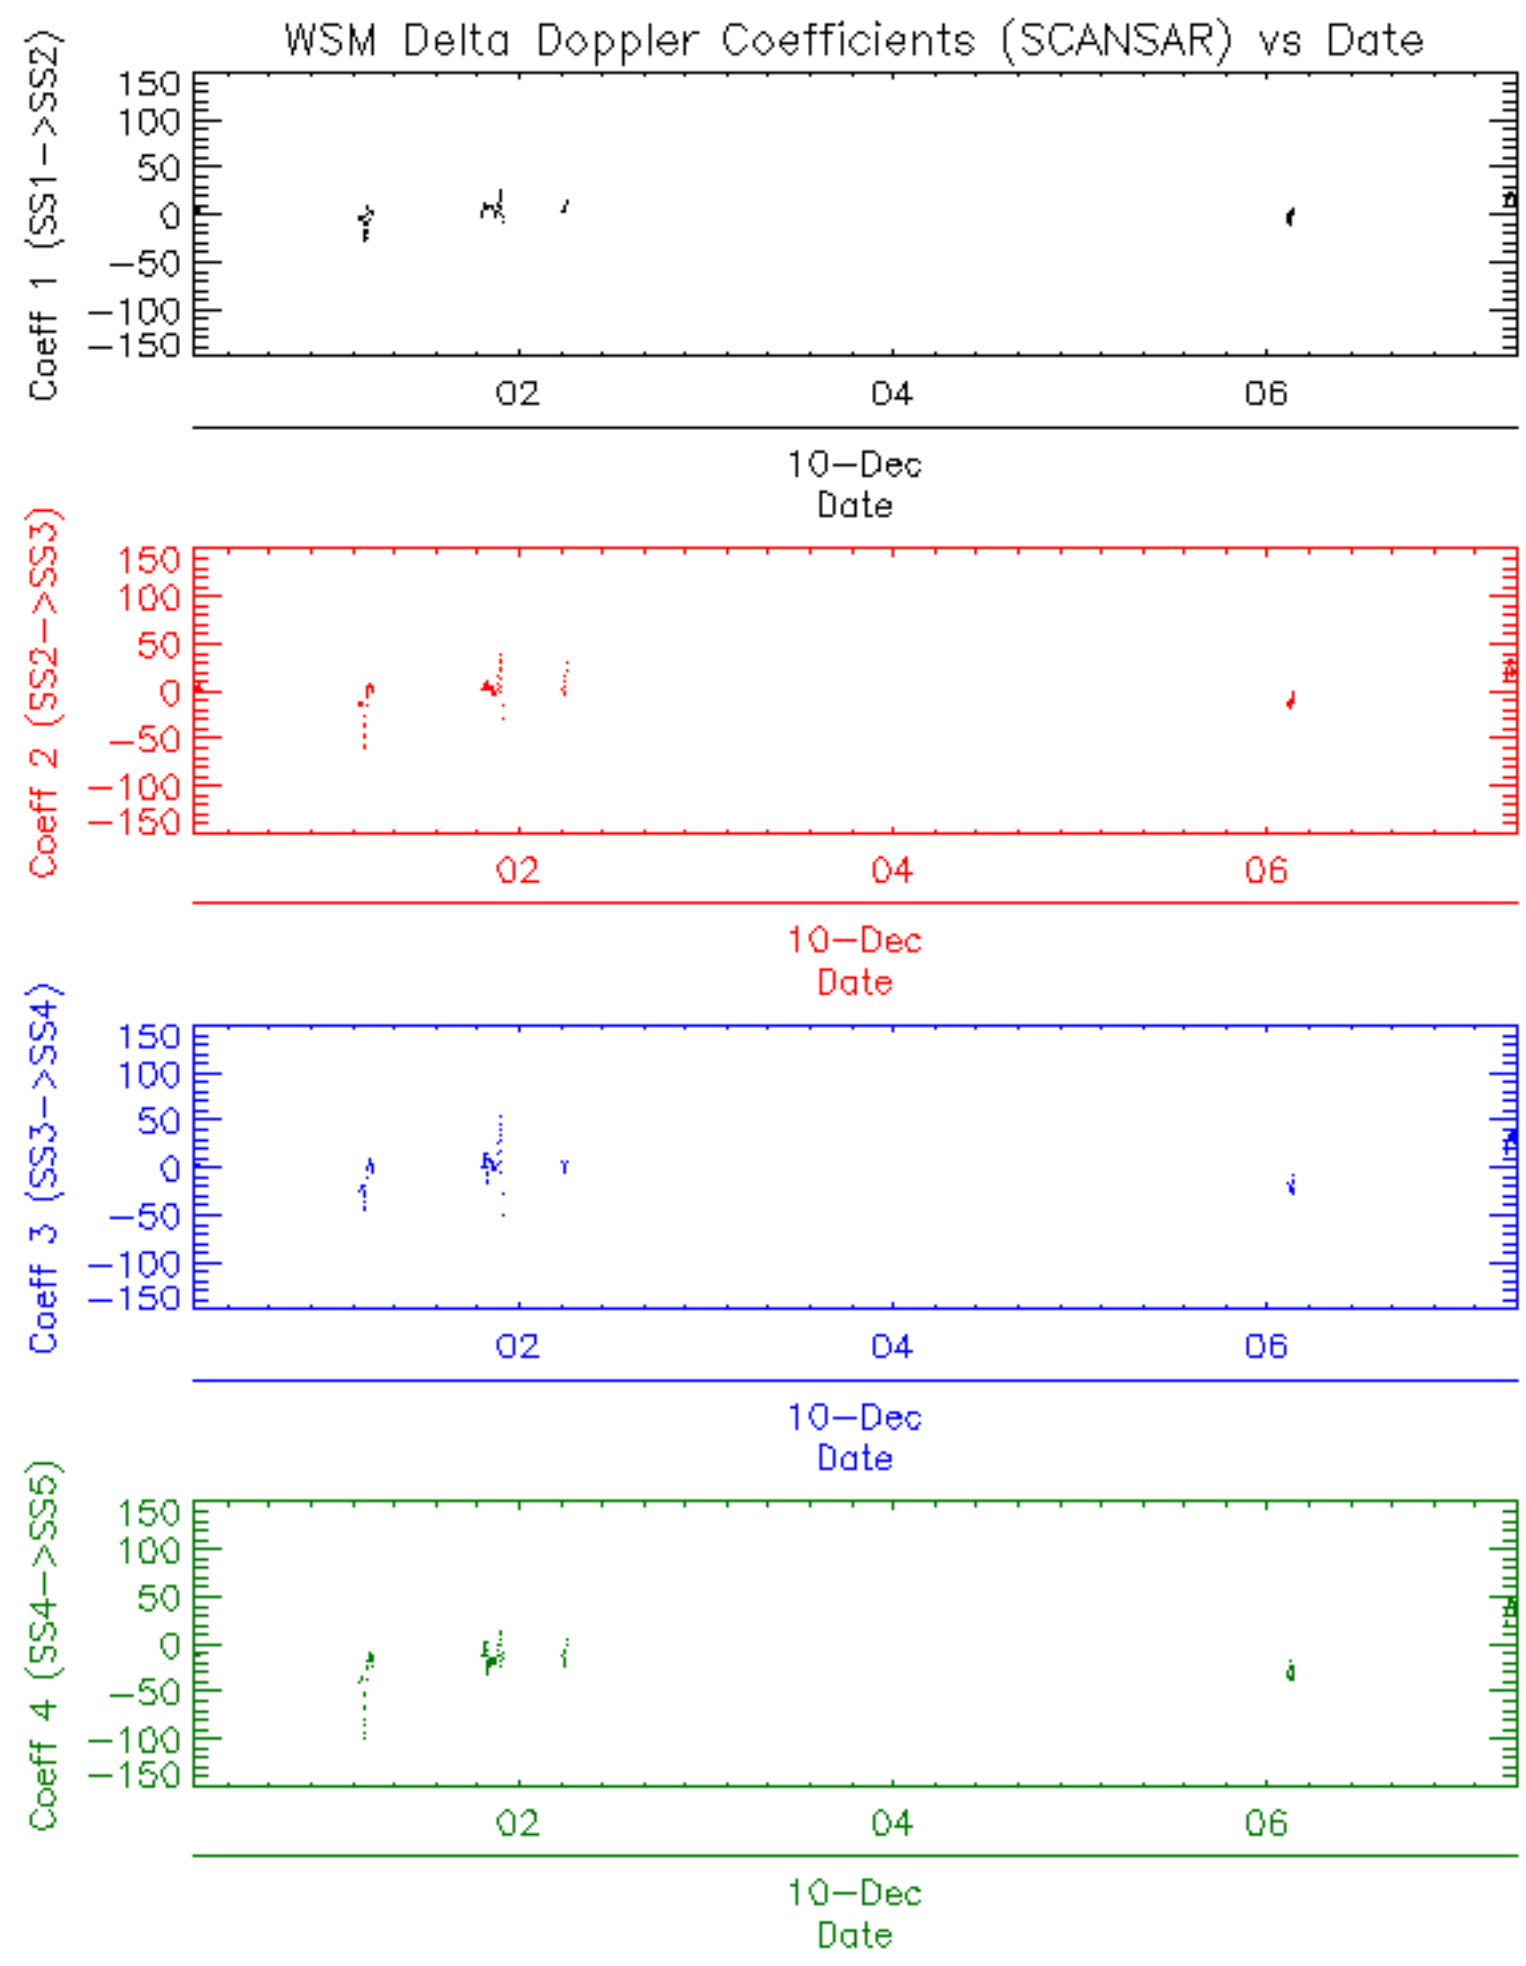 WSM Delta Doppler Coefficients (SCANSAR) vs Date
Coeff 1 (SS1->SS2)
150
100
50
0
-50
-100
-150
02 04 06
10-Dec
Date
Coeff 2 (SS2->SS3)
150
100
50
0
-50
-100
-150
02 04 06
10-Dec
Date
Coeff 3 (SS3->SS4)
150
100
50
0
-50
-100
-150
02 04 06
10-Dec
Date
Coeff 4 (SS4->SS5)
150
100
50
0
-50
-100
-150
02 04 06
10-Dec
Date